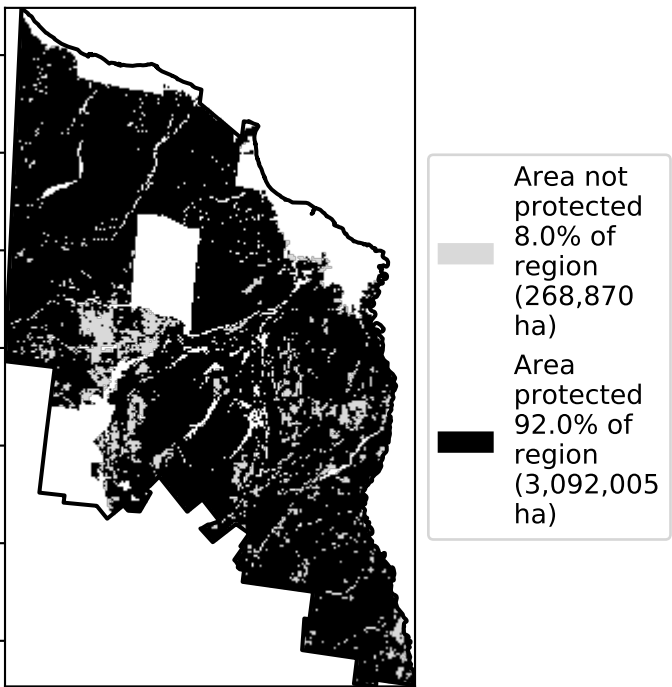 Area not
protected
8.0% of
region
(268,870
ha)
Area
protected
92.0% of
region
(3,092,005
ha)